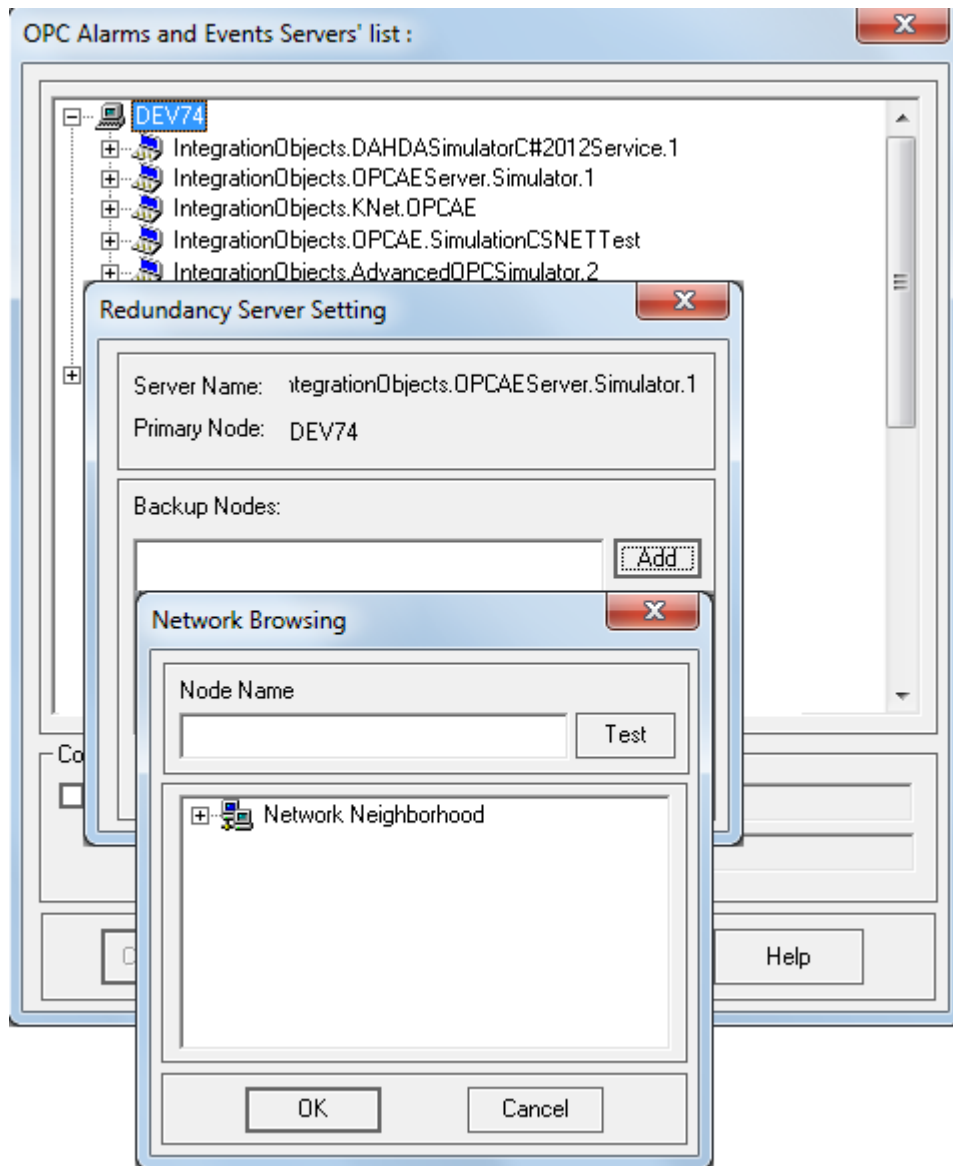 OPC Alarms and Events Servers' list :
DEV74
IntegrationObjects.DAHDASimulatorC#2012Service.1
IntegrationObjects.OPCAEServer.Simulator.1
IntegrationObjects.KNet.OPCAE
IntegrationObjects.OPCAE.SimulationCSNETTest
IntegrationObjects.AdvancedOPCSimulator.2
Redundancy Server Setting
Server Name: ntegrationObjects.OPCAEServer.Simulator.1
Primary Node: DEV74
Backup Nodes:
Add
Network Browsing
Node Name
Test
Network Neighborhood
Co
Help
OK Cancel